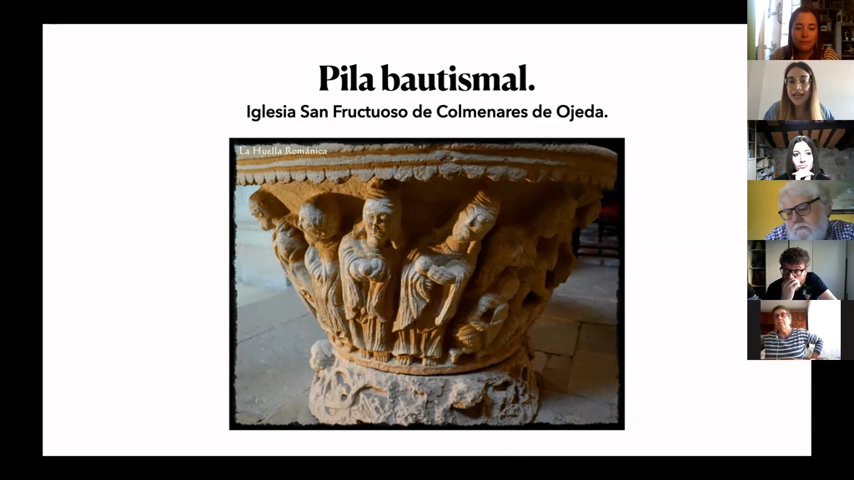 Pila bautismal.
Iglesia San Fructuoso de Colmenares de Ojeda.
La Huella Románica